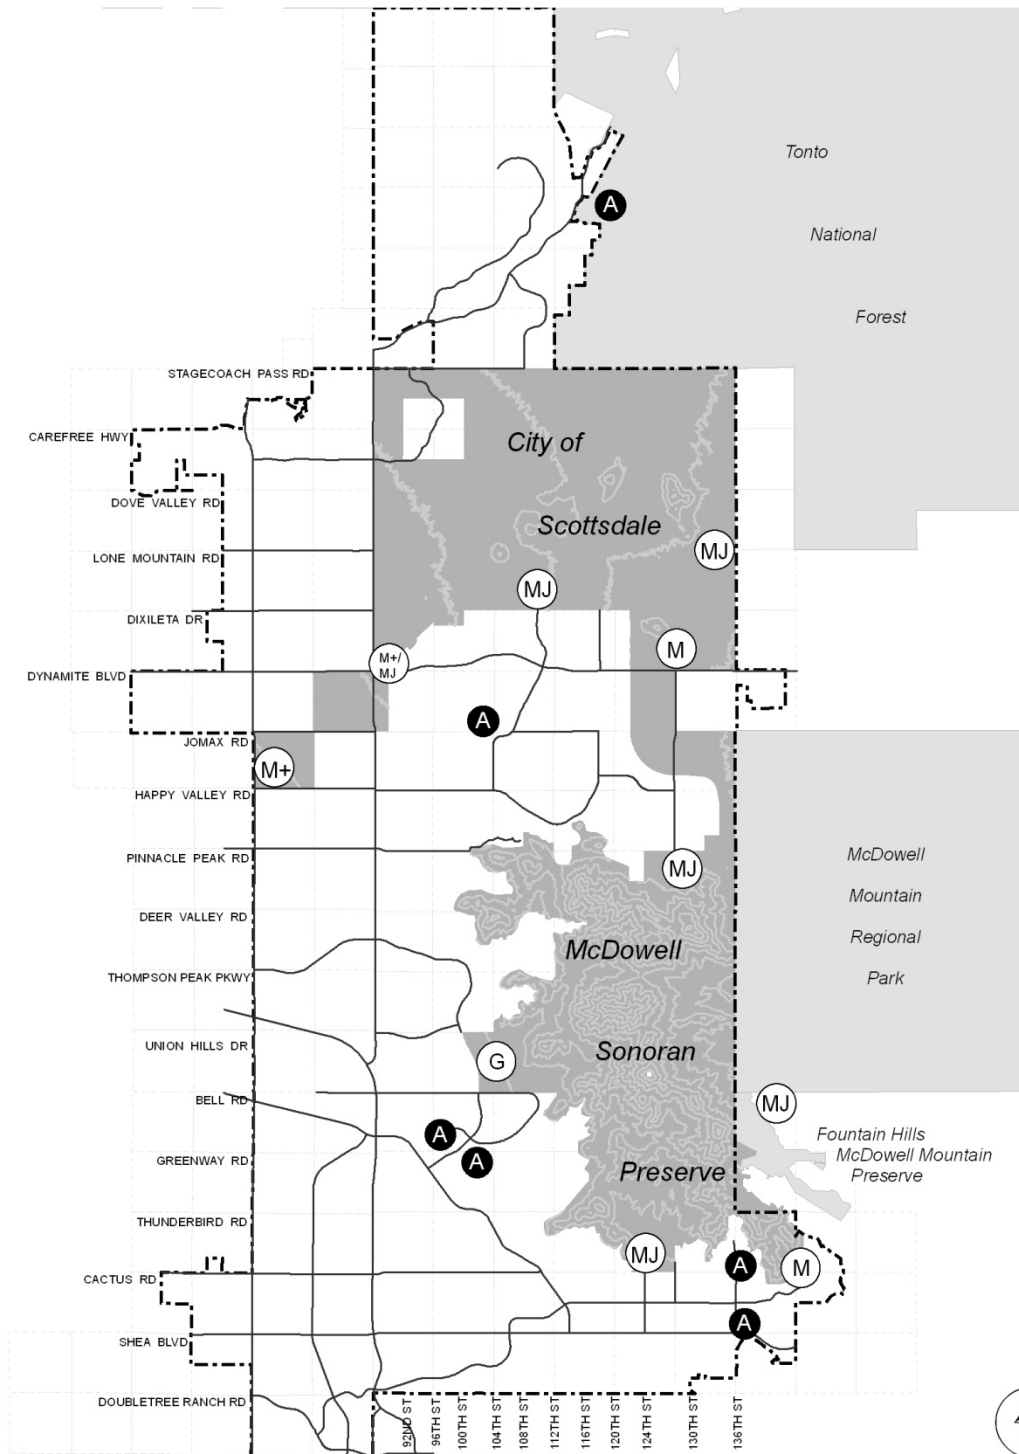 Tonto
National
Forest
A
STAGECOACH PASS RD
CAREFREE HWY
City of
DOVE VALLEY RD
Scottsdale
LONE MOUNTAIN RD
MJ
MJ
DIXILETA DR
M
M+/
MJ
DYNAMITE BLVD
A
JOMAX RD
M+
HAPPY VALLEY RD
PINNACLE PEAK RD
MJ
McDowell
Mountain
Regional
Park
DEER VALLEY RD
McDowell
THOMPSON PEAK PKWY
UNION HILLS DR
Sonoran
G
BELL RD
MJ
A
Fountain Hills
McDowell Mountain
Preserve
GREENWAY RD
A
Preserve
THUNDERBIRD RD
MJ
A
M
CACTUS RD
A
SHEA BLVD
DOUBLETREE RANCH RD
92ND ST
96TH ST
100TH ST
104TH ST
108TH ST
112TH ST
116TH ST
120TH ST
124TH ST
130TH ST
136TH ST